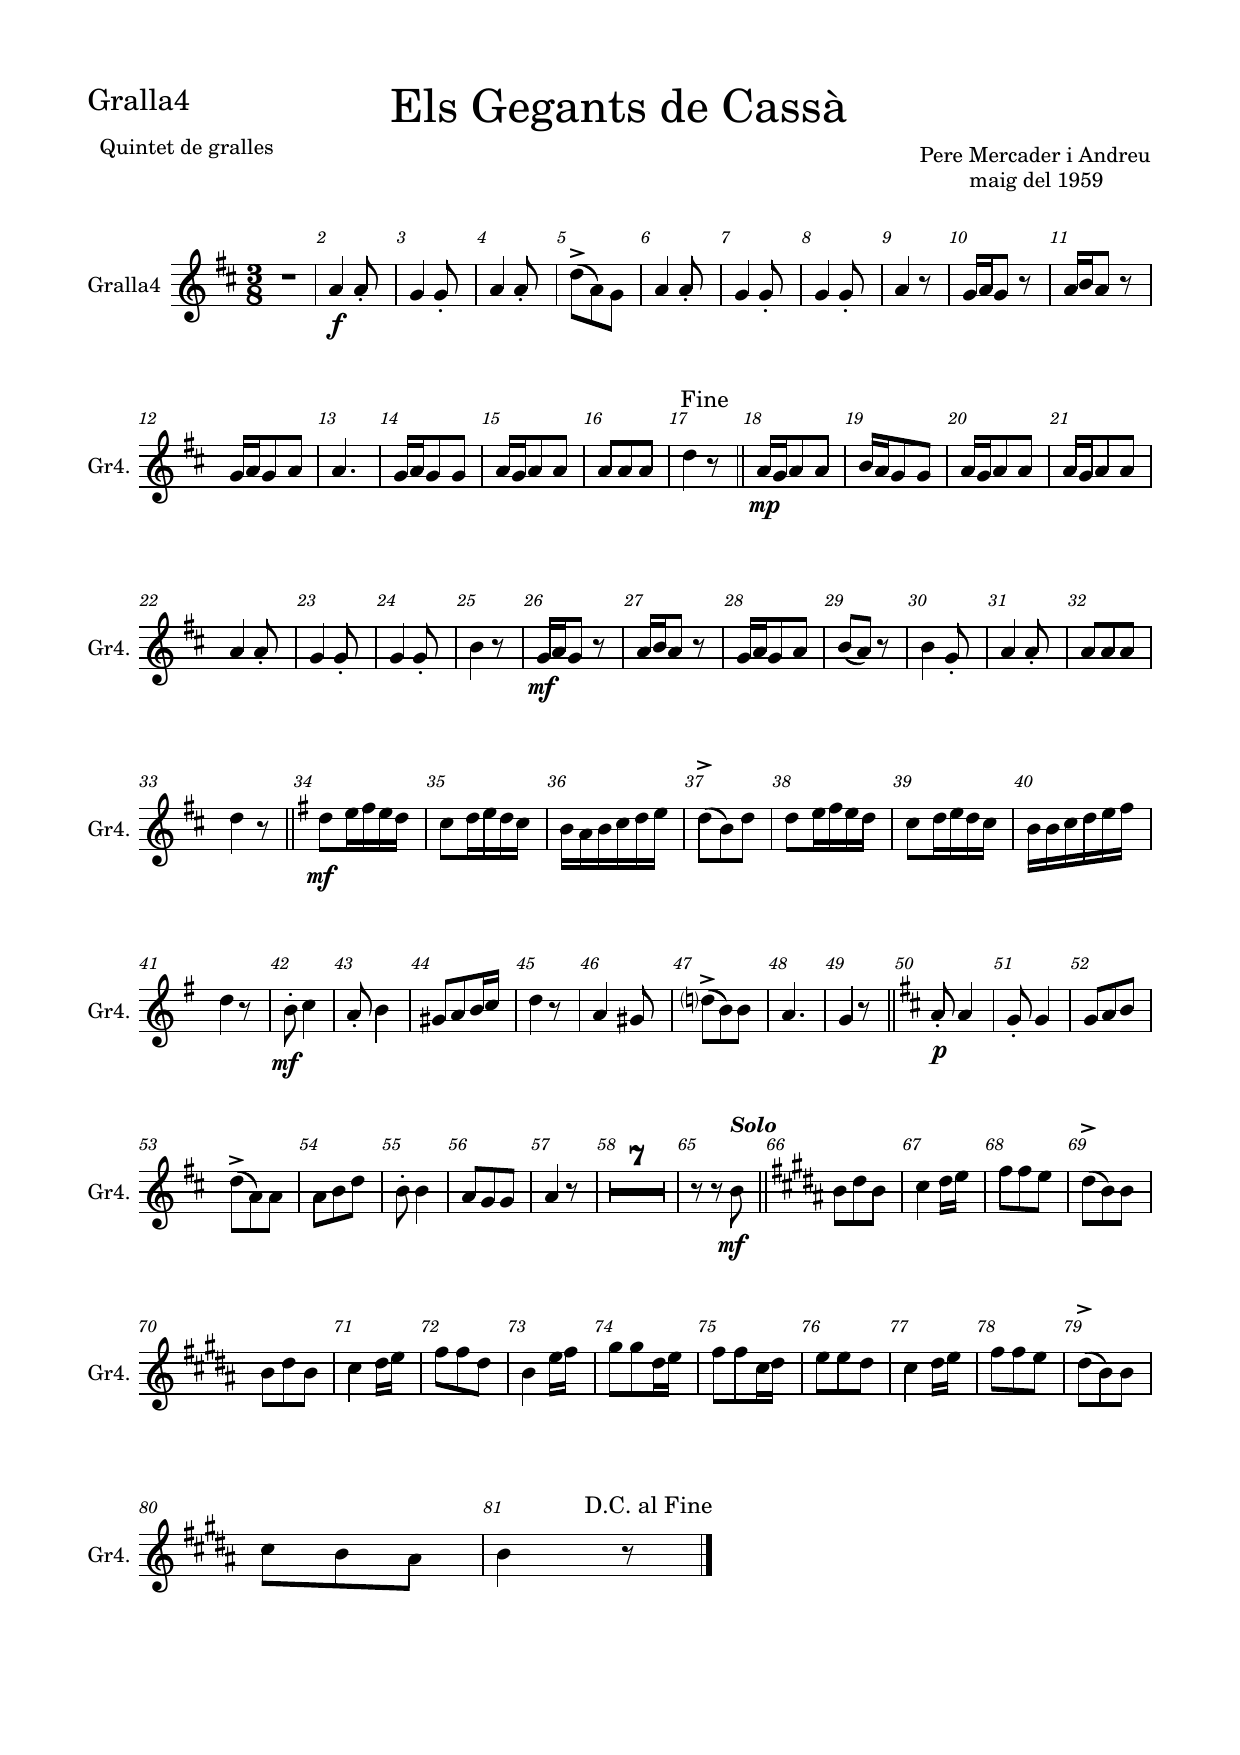 Gralla4
Els Gegants de Cassà
Quintet de gralles
Pere Mercader i Andreu
maig del 1959
2 3 4 5 6 7 8 9 10 11
Gralla4 3 8
f
Fine
12 13 14 15 16 17 18 19 20 21
Gr4.
mp
22 23 24 25 26 27 28 29 30 31 32
Gr4.
mf
33 34 35 36 37 38 39 40
Gr4.
mf
41 42 43 44 45 46 47 48 49 50 51 52
Gr4.
mf p
Solo
53 54 55 56 57 58 7 65 66 67 68 69
Gr4.
mf
70 71 72 73 74 75 76 77 78 79
Gr4.
80 81 D.C. al Fine
Gr4.